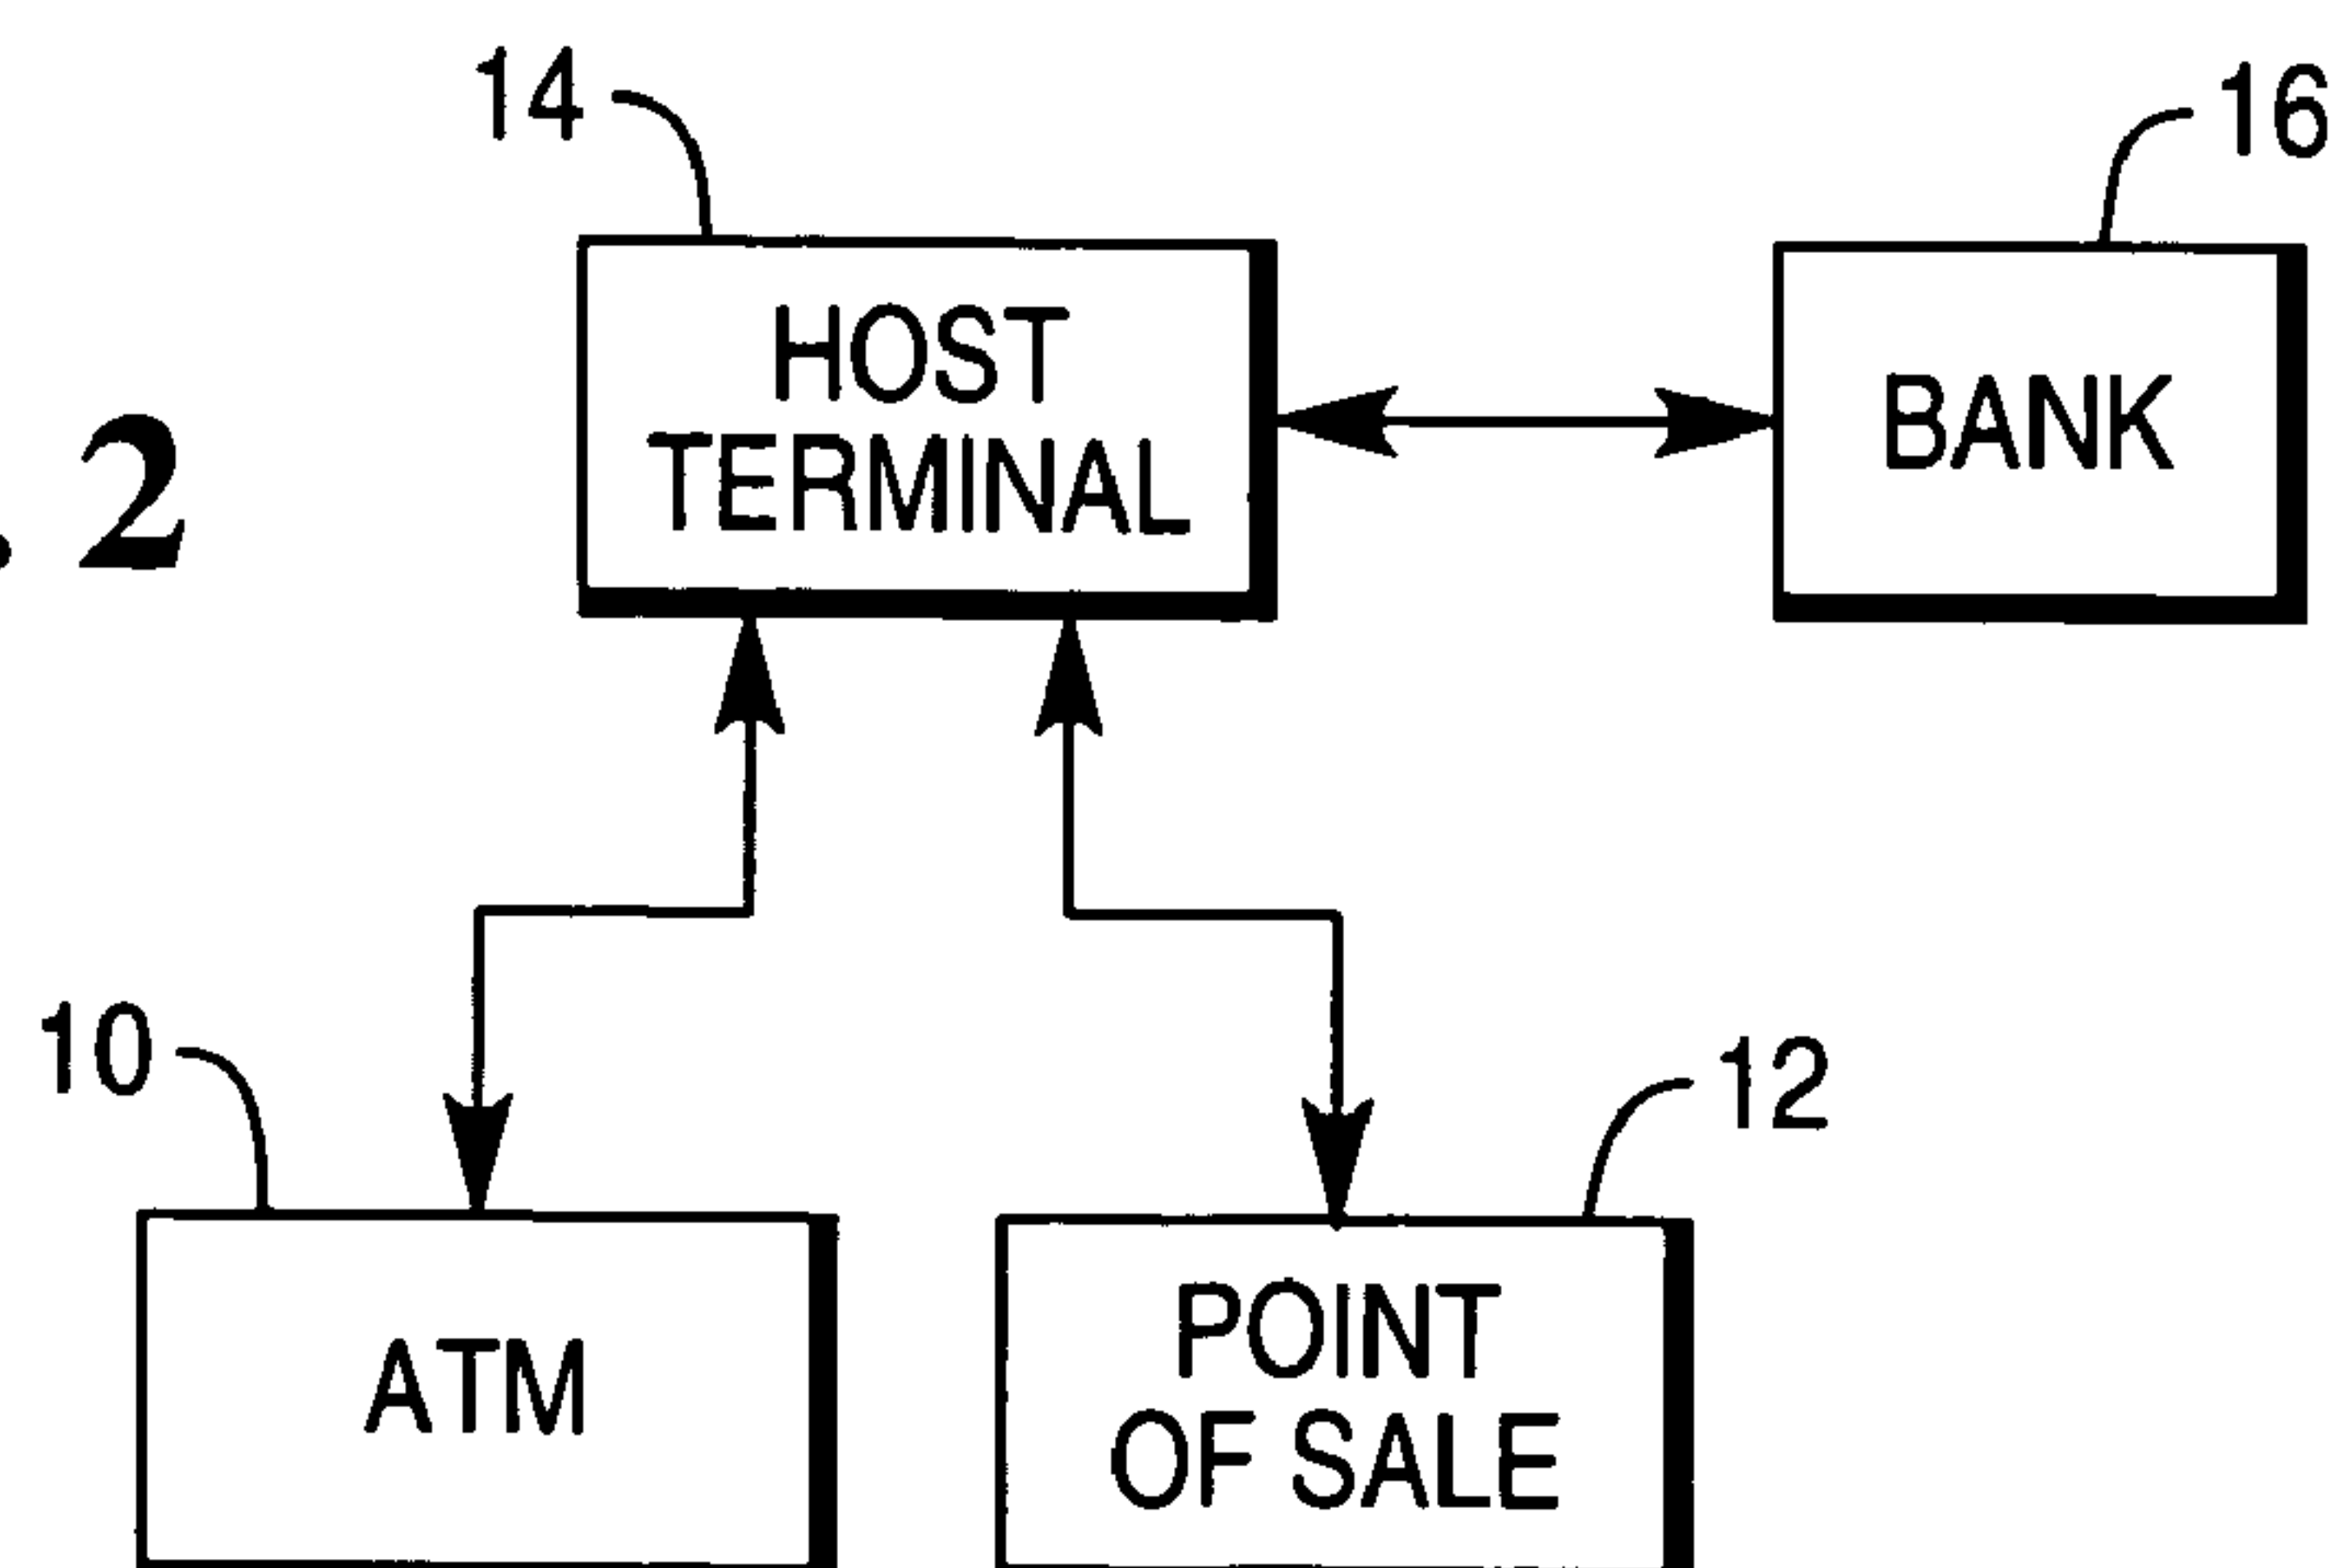 14
16
HOST
TERMINAL
BANK
. 2
10
12
ATM
POINT
OF SALE